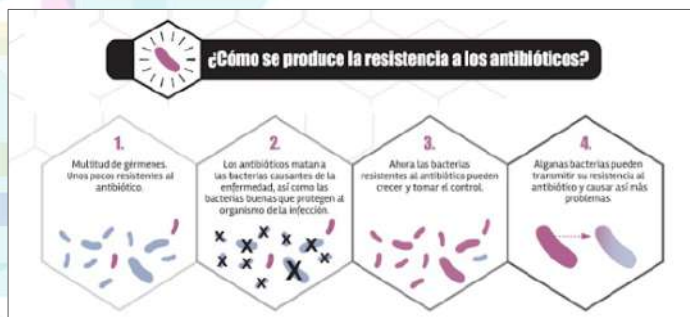 ¿Cómo se produce la resistencia a los antibióticos?
1.
Multitud de gérmenes.
Unos pocos resistentes al
antibiótico.
2.
Los antibióticos matan a
las bacterias causantes de la
enfermedad, así como las
bacterias buenas que protegen al
organismo de la infección.
3.
Ahora las bacterias
resistentes al antibiótico pueden
crecer y tomar el control.
4.
Algunas bacterias pueden
transmitir su resistencia al
antibiótico y causar así más
problemas.